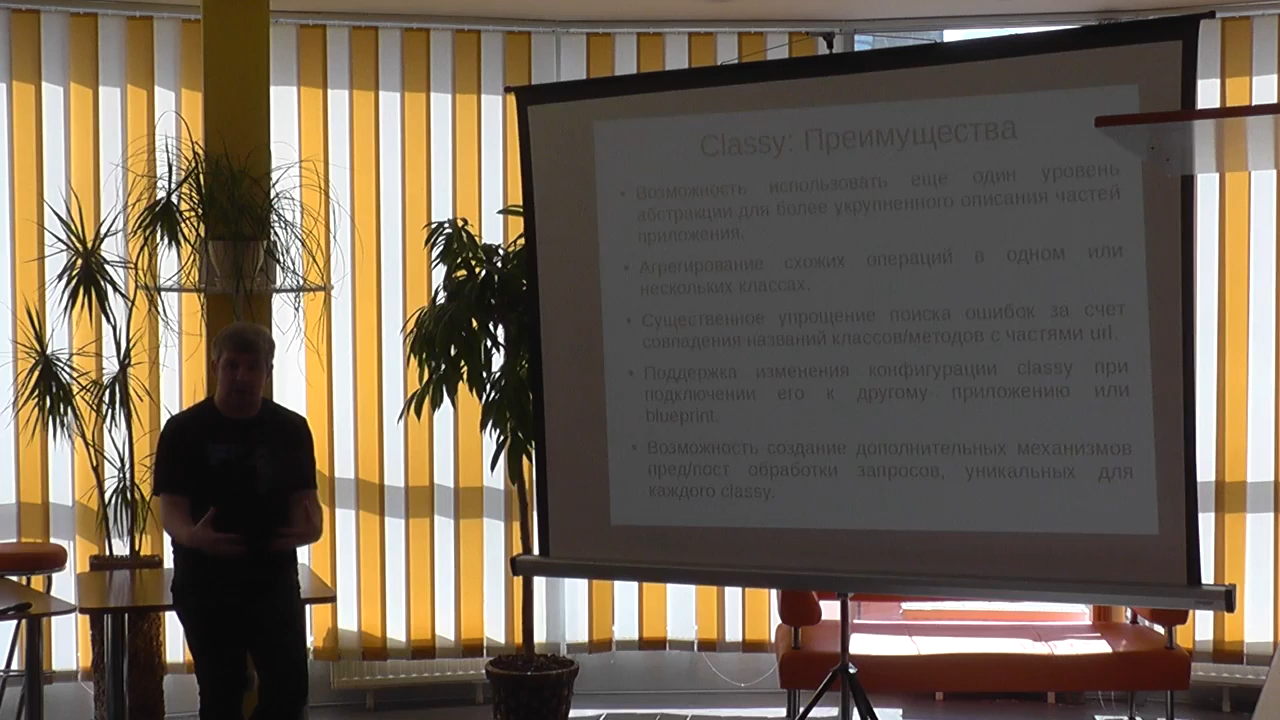 Classy: Преимущества
• Возможность использовать еще один уровень
абстракции для более укрупненного описания частей
приложения.
• Агрегирование схожих операций в одном или
нескольких классах.
• Существенное упрощение поиска ошибок за счет
совпадения названий классов/методов с частями url.
• Поддержка изменения конфигурации classy при
подключении его к другому приложению или
blueprint.
• Возможность создание дополнительных механизмов
пред/пост обработки запросов, уникальных для
каждого classy.